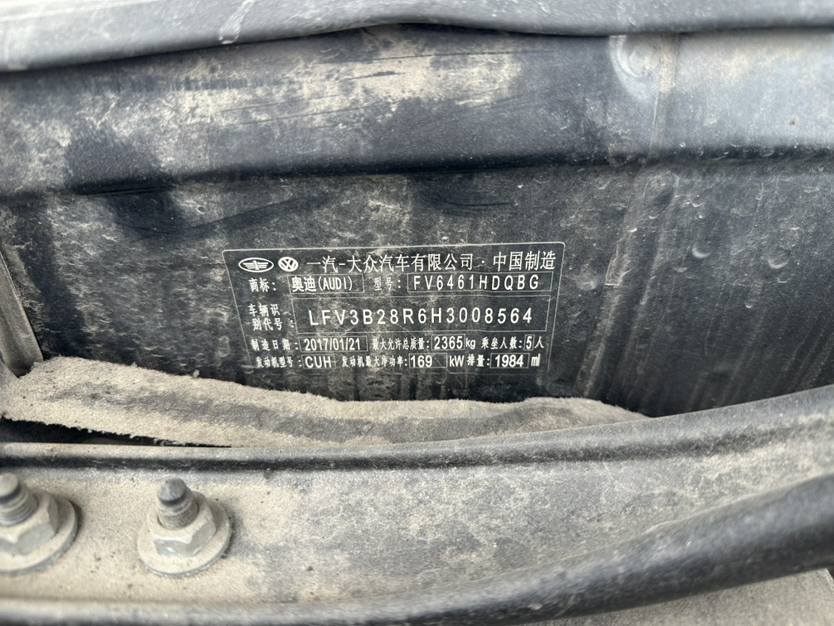 一汽-大众汽车有限公司·中国制造
商标: 奥迪(AUDI) 型号: FV6461HDQBG
车辆识别代号: LFV3B28R6H3008564
制造日期: 2017/01/21 最大允许总质量: 2365 kg 乘坐人数: 5 人
发动机型号: CUH 发动机最大净功率: 169 kW 排量: 1984 ml